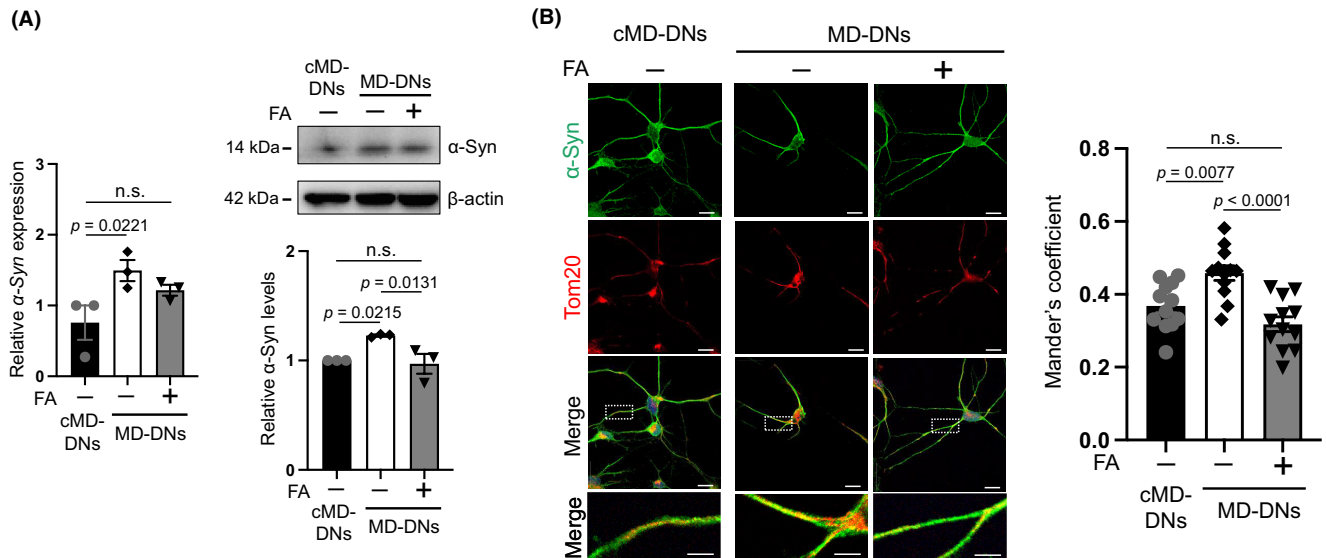 (A)
cMD-
DNs
MD-DNs
FA
−
−
+
14 kDa
α-Syn
42 kDa
β-actin
Relative α-Syn expression
3
2
1
0
n.s.
p = 0.0221
FA
−
−
+
cMD-
DNs
MD-DNs
Relative α-Syn levels
2
1
0
n.s.
p = 0.0131
p = 0.0215
FA
−
−
+
cMD-
DNs
MD-DNs
(B)
cMD-DNs
MD-DNs
FA
−
−
+
α-Syn
Tom20
Merge
Merge
Mander's coefficient
0.8
0.6
0.4
0.2
0.0
n.s.
p = 0.0077
p < 0.0001
FA
−
−
+
cMD-
DNs
MD-DNs